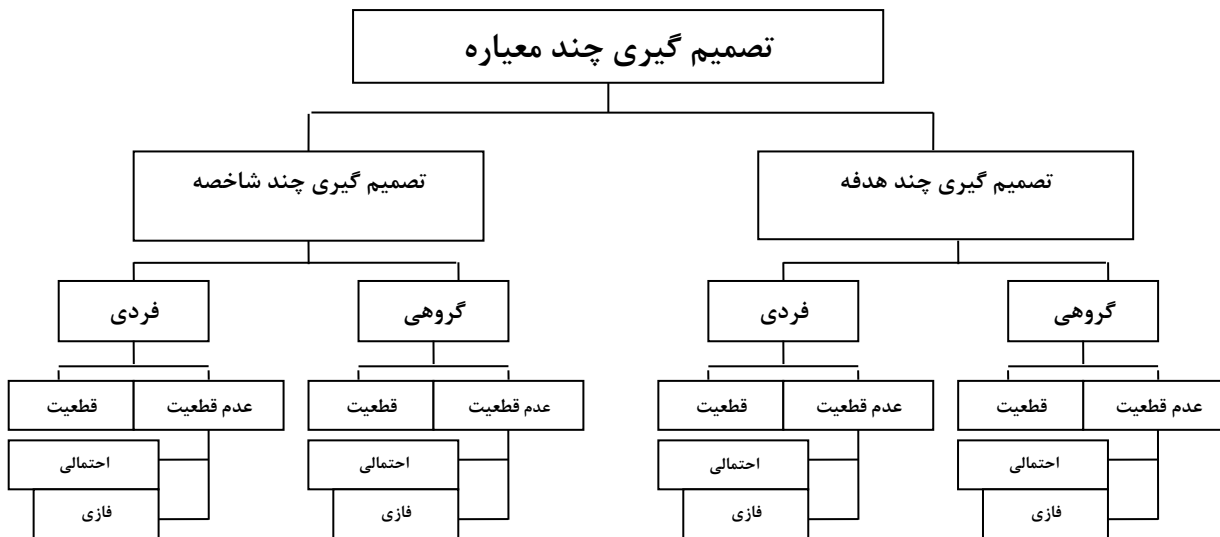 تصمیم گیری چند معیاره
تصمیم گیری چند هدفه
تصمیم گیری چند شاخصه
گروهی
فردی
گروهی
فردی
عدم قطعیت
قطعیت
عدم قطعیت
قطعیت
عدم قطعیت
قطعیت
عدم قطعیت
قطعیت
احتمالی
احتمالی
احتمالی
احتمالی
فازی
فازی
فازی
فازی